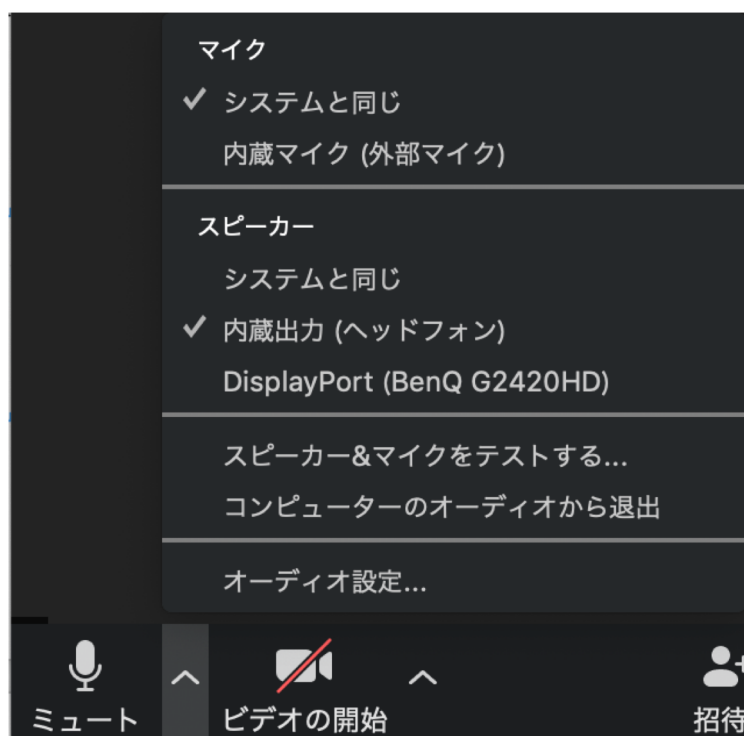 マイク
システムと同じ
内蔵マイク (外部マイク)
スピーカー
システムと同じ
内蔵出力 (ヘッドフォン)
DisplayPort (BenQ G2420HD)
スピーカー&マイクをテストする...
コンピューターのオーディオから退出
オーディオ設定...
ミュート
ビデオの開始
招待